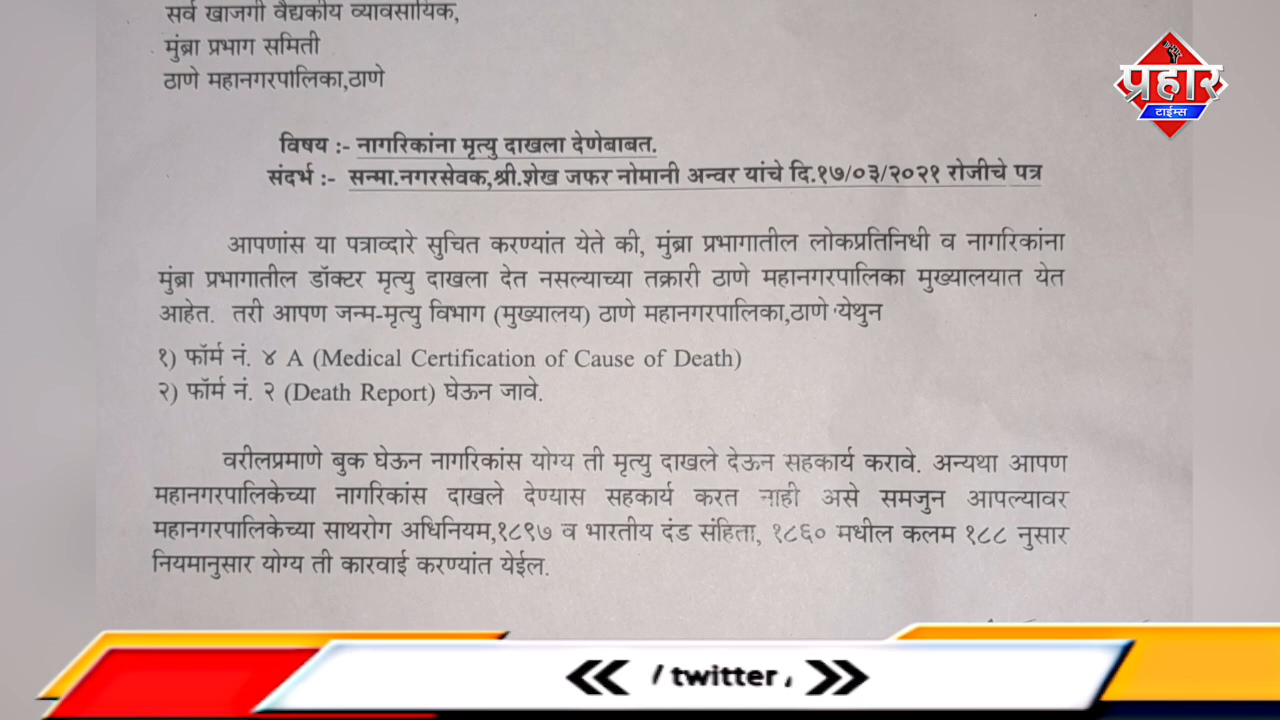 सर्व खाजगी वैद्यकीय व्यावसायिक,
मुंब्रा प्रभाग समिती
ठाणे महानगरपालिका,ठाणे
प्रहार
टाईम्स
विषय :- नागरिकांना मृत्यु दाखला देणेबाबत.
संदर्भ :- सन्मा.नगरसेवक,श्री.शेख जफर नोमानी अन्वर यांचे दि.१७/०३/२०२१ रोजीचे पत्र
आपणांस या पत्राव्दारे सुचित करण्यांत येते की, मुंब्रा प्रभागातील लोकप्रतिनिधी व नागरिकांना
मुंब्रा प्रभागातील डॉक्टर मृत्यु दाखला देत नसल्याच्या तक्रारी ठाणे महानगरपालिका मुख्यालयात येत
आहेत. तरी आपण जन्म-मृत्यु विभाग (मुख्यालय) ठाणे महानगरपालिका,ठाणे येथुन
१) फॉर्म नं. ४ A (Medical Certification of Cause of Death)
२) फॉर्म नं. २ (Death Report) घेऊन जावे.
वरीलप्रमाणे बुक घेऊन नागरिकांस योग्य ती मृत्यु दाखले देऊन सहकार्य करावे. अन्यथा आपण
महानगरपालिकेच्या नागरिकांस दाखले देण्यास सहकार्य करत नाही असे समजुन आपल्यावर
महानगरपालिकेच्या साथरोग अधिनियम,१८९७ व भारतीय दंड संहिता, १८६० मधील कलम १८८ नुसार
नियमानुसार योग्य ती कारवाई करण्यांत येईल.
/ twitter /